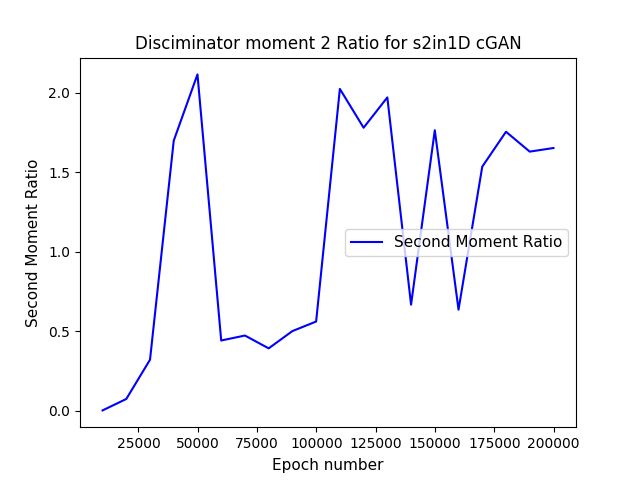 Disciminator moment 2 Ratio for s2in1D cGAN
Second Moment Ratio
2.0
1.5
1.0
0.5
0.0
Second Moment Ratio
25000 50000 75000 100000 125000 150000 175000 200000
Epoch number